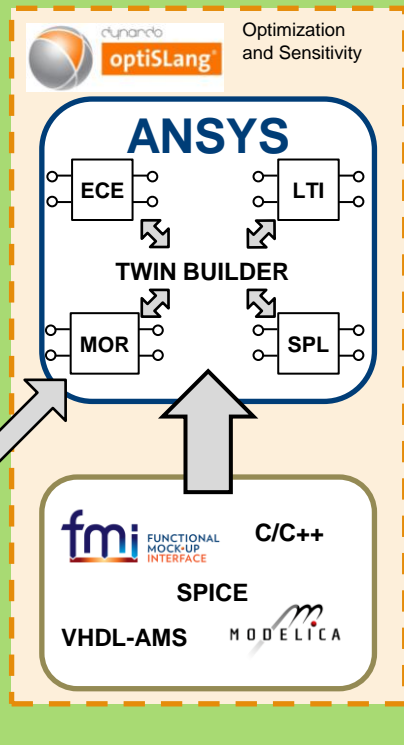 dynardo
optiSLang
Optimization
and Sensitivity
ANSYS
ECE
LTI
TWIN BUILDER
MOR
SPL
fmi FUNCTIONAL
MOCK-UP
INTERFACE
C/C++
SPICE
VHDL-AMS
MODELICA